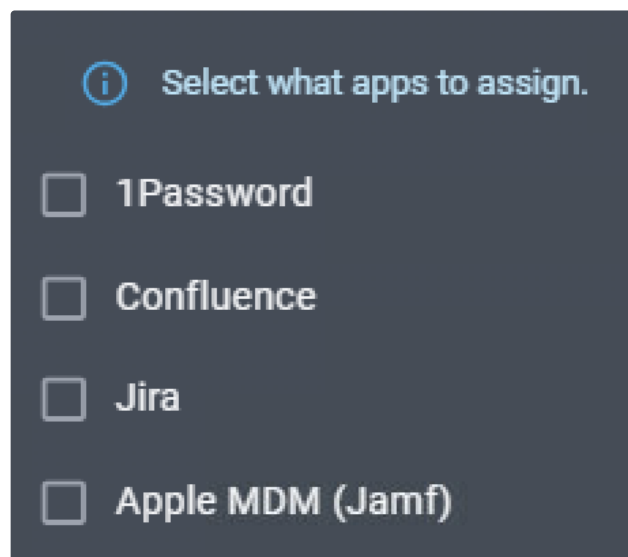 Select what apps to assign.
1Password
Confluence
Jira
Apple MDM (Jamf)